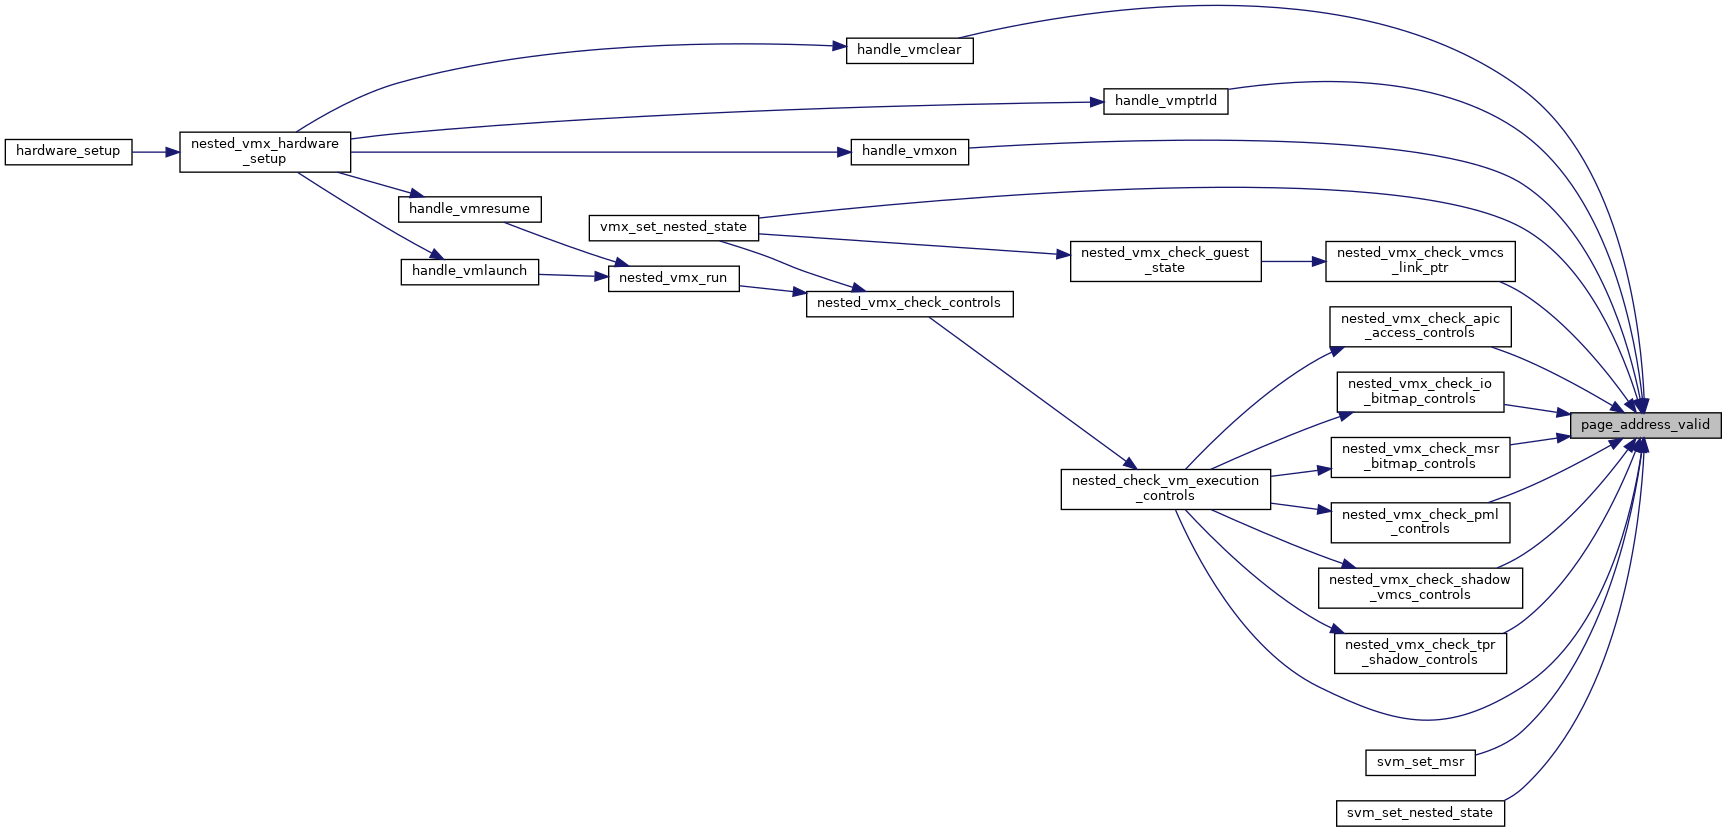 handle_vmclear
handle_vmptrld
hardware_setup
nested_vmx_hardware
_setup
handle_vmxon
handle_vmresume
vmx_set_nested_state
nested_vmx_check_guest
_state
nested_vmx_check_vmcs
_link_ptr
handle_vmlaunch
nested_vmx_run
nested_vmx_check_controls
nested_vmx_check_apic
_access_controls
nested_vmx_check_io
_bitmap_controls
page_address_valid
nested_vmx_check_msr
_bitmap_controls
nested_check_vm_execution
_controls
nested_vmx_check_pml
_controls
nested_vmx_check_shadow
_vmcs_controls
nested_vmx_check_tpr
_shadow_controls
svm_set_msr
svm_set_nested_state